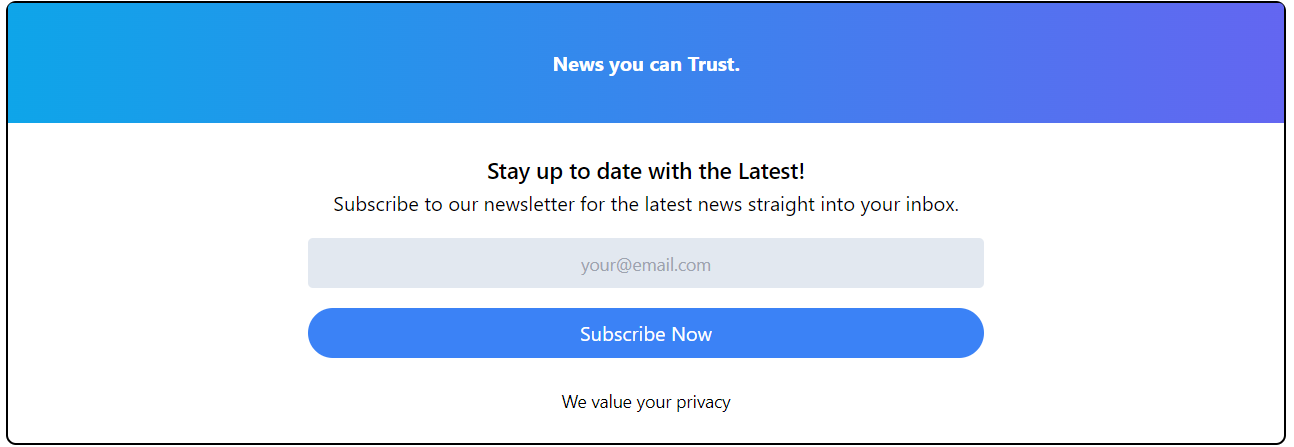 News you can Trust.
Stay up to date with the Latest!
Subscribe to our newsletter for the latest news straight into your inbox.
your@email.com
Subscribe Now
We value your privacy